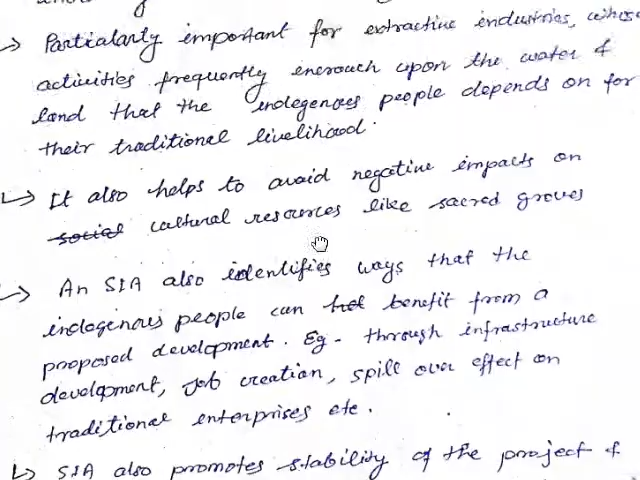 → Particularly important for extractive industries, whose
activities frequently encroach upon the water &
land that the indegenous people depends on for
their traditional livelihood.
↳ It also helps to avoid negative impacts on
social cultural resources like sacred groves
↳ An SIA also identifies ways that the
indegenous people can benefit from a
proposed development. Eg - through infrastructure
development, Job creation, spill over effect on
traditional enterprises etc.
↳ SIA also promotes stability of the project &